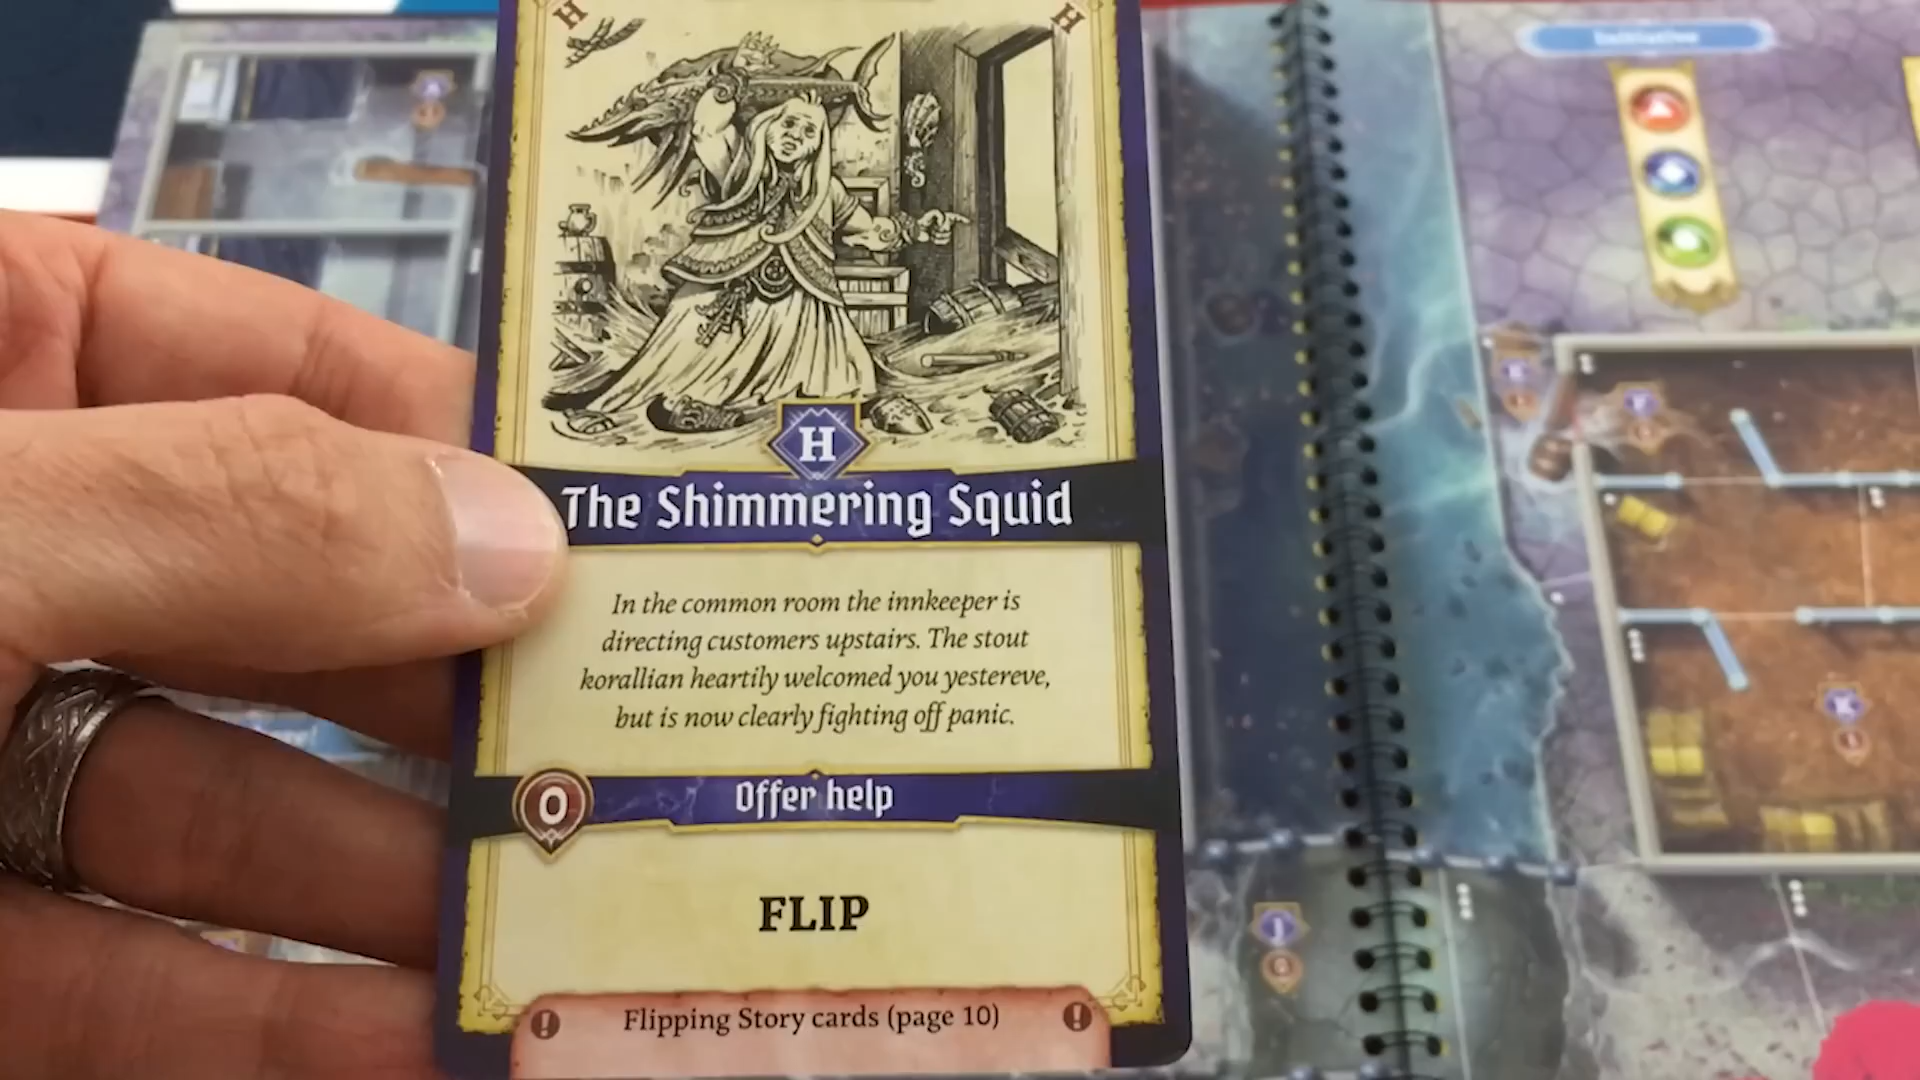 H
H
H
The Shimmering Squid
In the common room the innkeeper is
directing customers upstairs. The stout
korallian heartily welcomed you yestereve,
but is now clearly fighting off panic.
O
Offer help
FLIP
Flipping Story cards (page 10)
Initiative
J